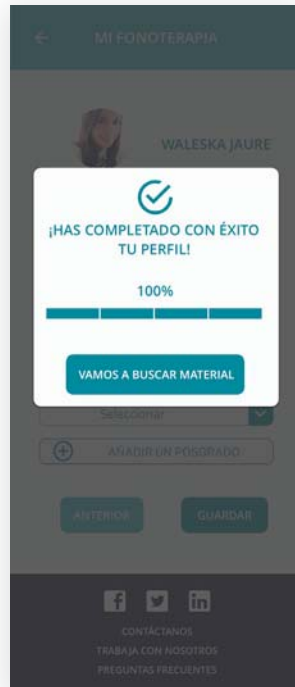 MI FONOTERAPIA
WALESKA JAURE
¡HAS COMPLETADO CON ÉXITO
TU PERFIL!
100%
VAMOS A BUSCAR MATERIAL
Seleccionar
AÑADIR UN POSGRADO
ANTERIOR
GUARDAR
CONTÁCTANOS
TRABAJA CON NOSOTROS
PREGUNTAS FRECUENTES